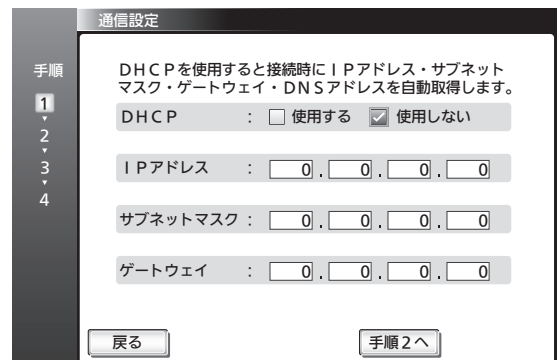 通信設定
手順
1
2
3
4
DHCPを使用すると接続時にIPアドレス・サブネット
マスク・ゲートウェイ・DNSアドレスを自動取得します。
DHCP : 使用する 使用しない
IPアドレス : 0 . 0 . 0 . 0
サブネットマスク : 0 . 0 . 0 . 0
ゲートウェイ : 0 . 0 . 0 . 0
戻る 手順2へ